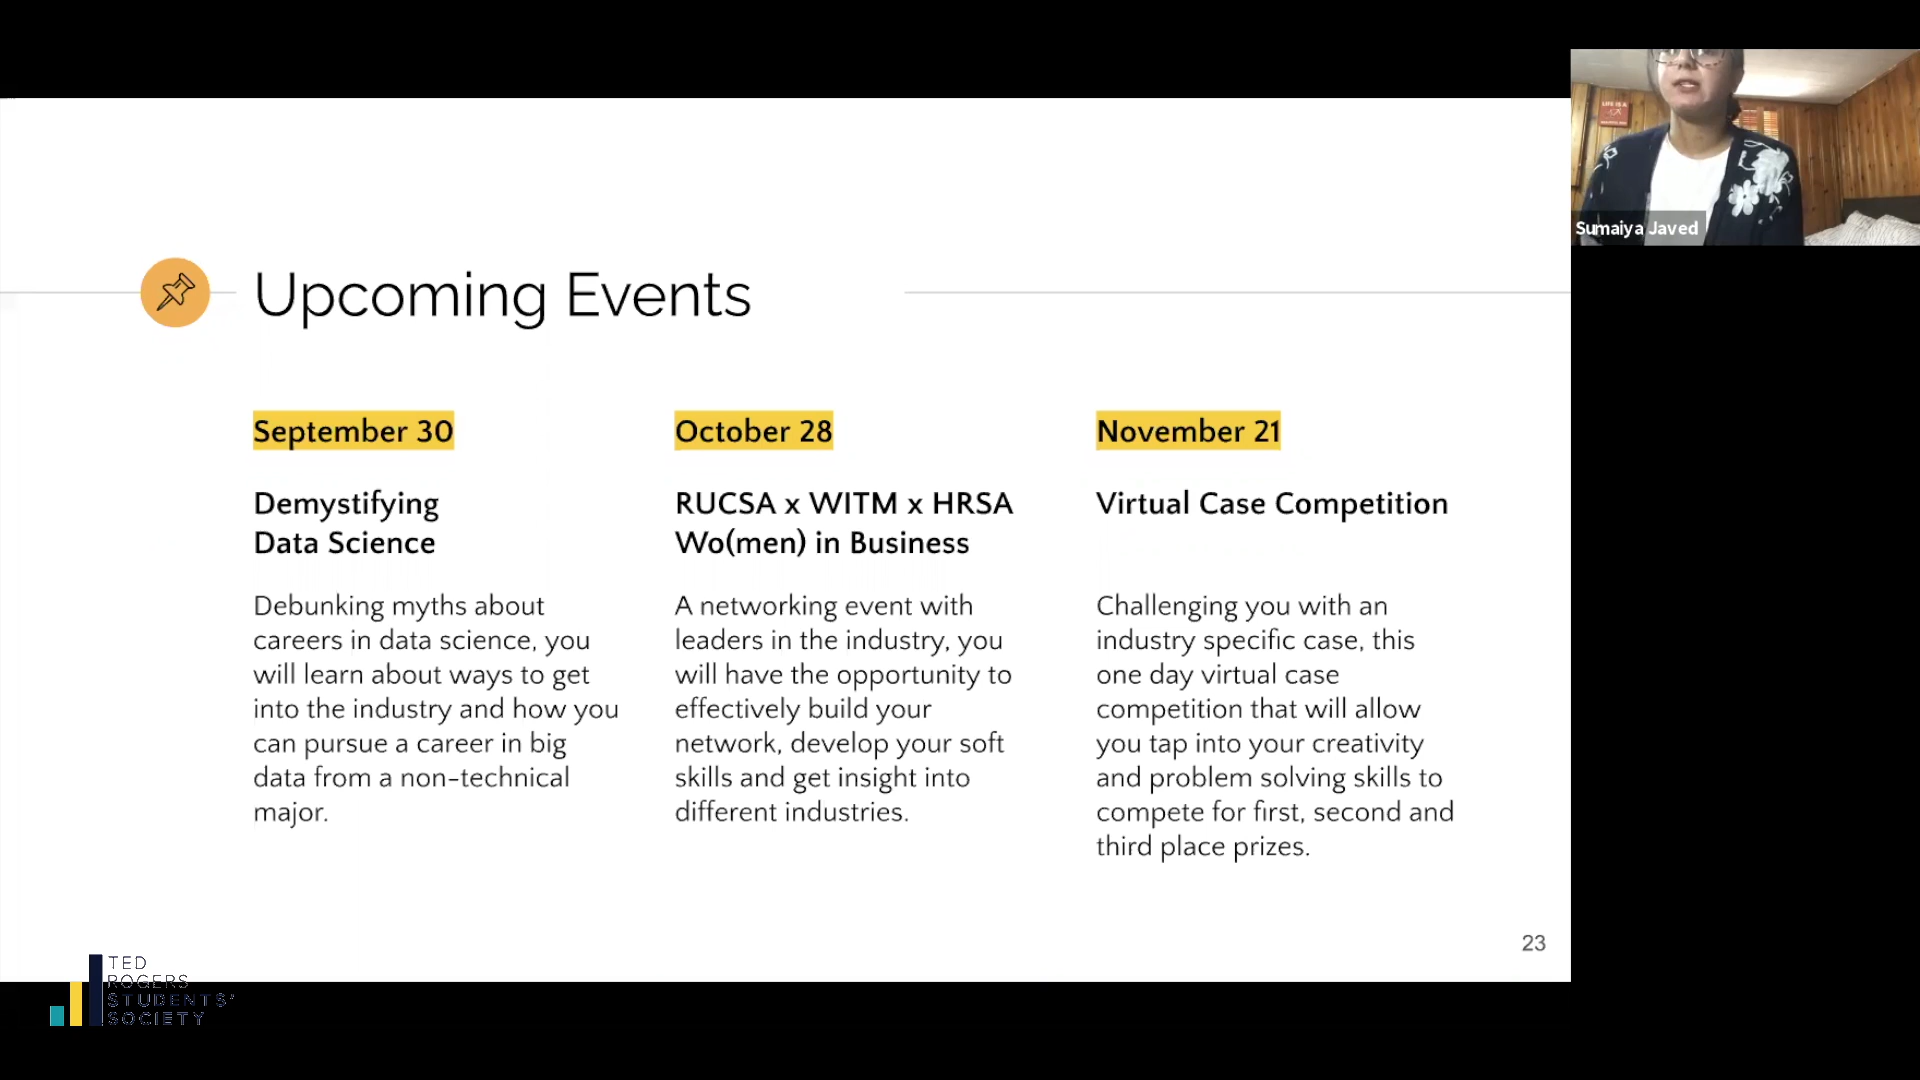 Upcoming Events
September 30
Demystifying
Data Science
Debunking myths about
careers in data science, you
will learn about ways to get
into the industry and how you
can pursue a career in big
data from a non-technical
major.
October 28
RUCSA x WITM x HRSA
Wo(men) in Business
A networking event with
leaders in the industry, you
will have the opportunity to
effectively build your
network, develop your soft
skills and get insight into
different industries.
November 21
Virtual Case Competition
Challenging you with an
industry specific case, this
one day virtual case
competition that will allow
you tap into your creativity
and problem solving skills to
compete for first, second and
third place prizes.
23
LIFE IS A
Sumaiya Javed
TED
ROGERS
STUDENTS'
SOCIETY